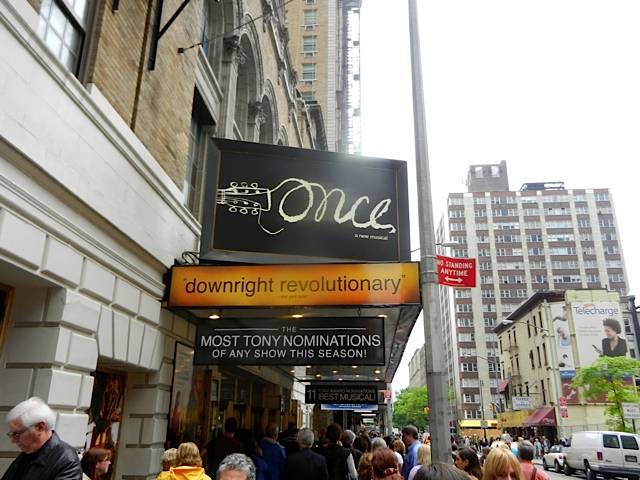 Once
a new musical
"downright revolutionary"
THE
MOST TONY NOMINATIONS
OF ANY SHOW THIS SEASON!
11
BEST MUSICAL!
NO STANDING
ANYTIME
Telecharge